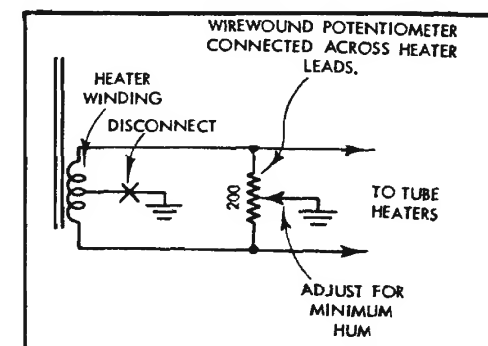 WIREWOUND POTENTIOMETER
CONNECTED ACROSS HEATER
LEADS.
HEATER
WINDING
DISCONNECT
200
TO TUBE
HEATERS
ADJUST FOR
MINIMUM
HUM